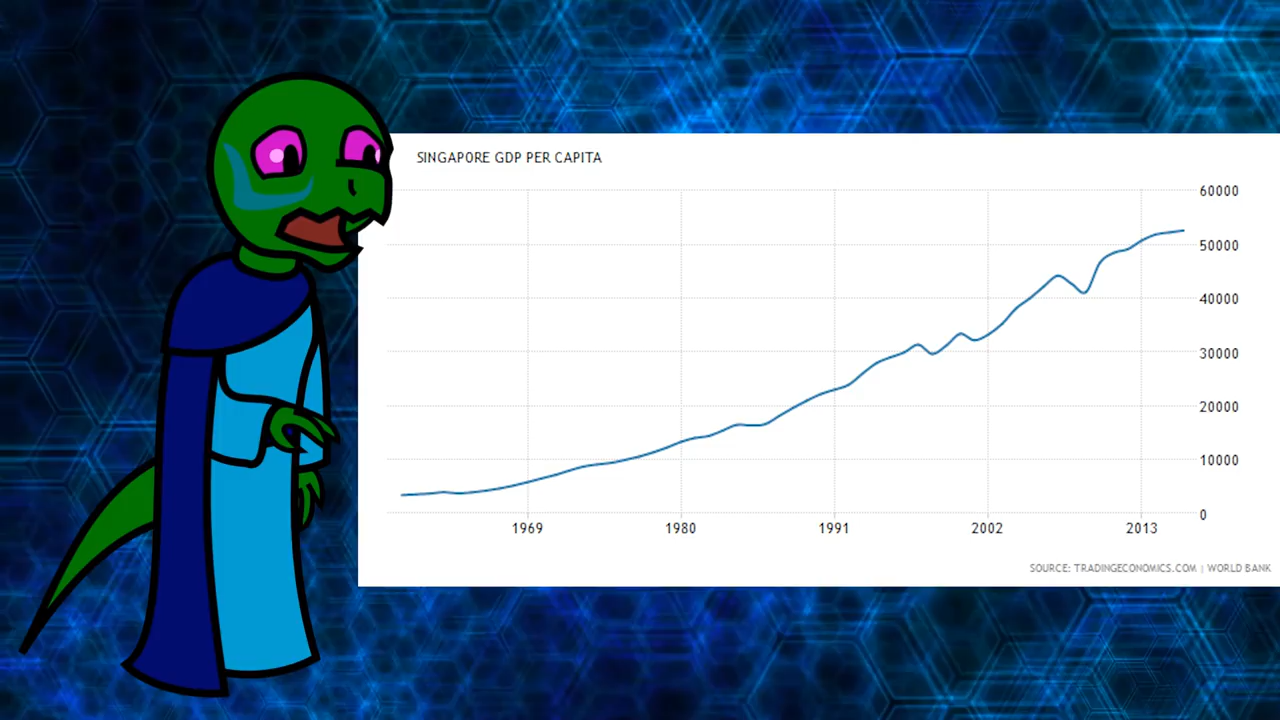 SINGAPORE GDP PER CAPITA
60000
50000
40000
30000
20000
10000
0
1969 1980 1991 2002 2013
SOURCE: TRADINGECONOMICS.COM | WORLD BANK